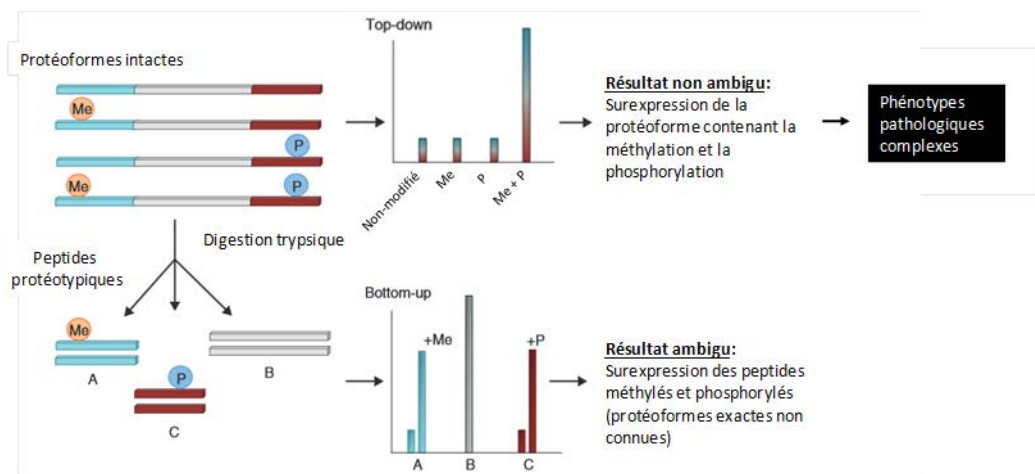 Top-down
Protéoformes intactes
Me
P
Me
P
Non-modifié
Me
P
Me + P
Résultat non ambigu:
Surexpression de la
protéoforme contenant la
méthylation et la
phosphorylation
Phénotypes
pathologiques
complexes
Digestion trypsique
Peptides
protéotypiques
Me
A
B
P
C
Bottom-up
+Me
+P
A
B
C
Résultat ambigu:
Surexpression des peptides
méthylés et phosphorylés
(protéoformes exactes non
connues)